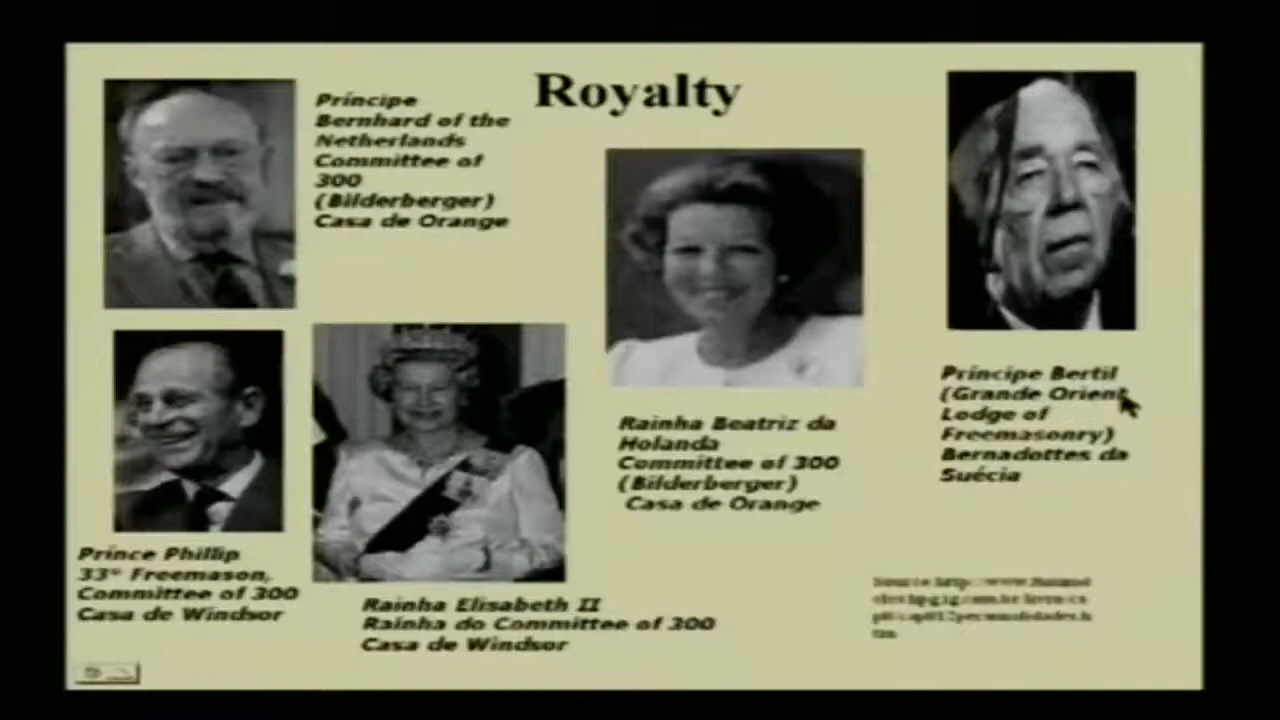 Royalty
Príncipe
Bernhard of the
Netherlands
Committee of
300
(Bilderberger)
Casa de Orange
Prince Phillip
33º Freemason,
Committee of 300
Casa de Windsor
Rainha Elisabeth II
Rainha do Committee of 300
Casa de Windsor
Rainha Beatriz da
Holanda
Committee of 300
(Bilderberger)
Casa de Orange
Príncipe Bertil
(Grande Orient
Lodge of
Freemasonry)
Bernadottes da
Suécia
Source